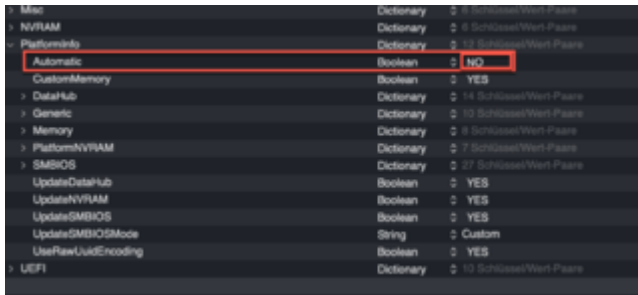 Misc Dictionary 6 Schlüssel/Wert-Paare
NVRAM Dictionary 6 Schlüssel/Wert-Paare
PlatformInfo Dictionary 12 Schlüssel/Wert-Paare
Automatic Boolean NO
CustomMemory Boolean YES
DataHub Dictionary 14 Schlüssel/Wert-Paare
Generic Dictionary 10 Schlüssel/Wert-Paare
Memory Dictionary 8 Schlüssel/Wert-Paare
PlatformNVRAM Dictionary 7 Schlüssel/Wert-Paare
SMBIOS Dictionary 27 Schlüssel/Wert-Paare
UpdateDataHub Boolean YES
UpdateNVRAM Boolean YES
UpdateSMBIOS Boolean YES
UpdateSMBIOSMode String Custom
UseRawUuidEncoding Boolean YES
UEFI Dictionary 10 Schlüssel/Wert-Paare